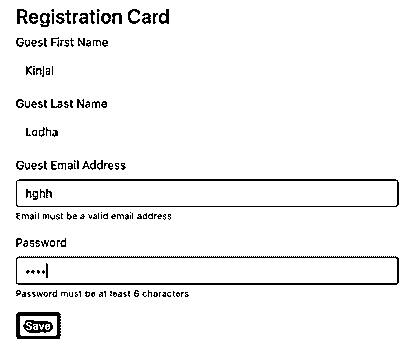 Registration Card
Guest First Name
Kinjal
Guest Last Name
Lodha
Guest Email Address
hghh
Email must be a valid email address
Password
••••
Password must be at least 6 characters
Save